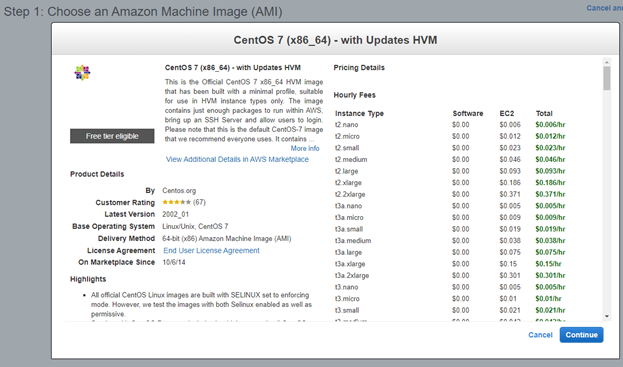 Step 1: Choose an Amazon Machine Image (AMI)
Cancel and
CentOS 7 (x86_64) - with Updates HVM
CentOS 7 (x86_64) - with Updates HVM
This is the Official CentOS 7 x86_64 HVM image
that has been built with a minimal profile, suitable
for use in HVM instance types only. The image
contains just enough packages to run within AWS,
bring up an SSH Server and allow users to login.
Please note that this is the default CentOS-7 image
that we recommend everyone uses. It contains ...
More info
View Additional Details in AWS Marketplace
Free tier eligible
Product Details
By Centos.org
Customer Rating (67)
Latest Version 2002_01
Base Operating System Linux/Unix, CentOS 7
Delivery Method 64-bit (x86) Amazon Machine Image (AMI)
License Agreement End User License Agreement
On Marketplace Since 10/6/14
Highlights
All official CentOS Linux images are built with SELINUX set to enforcing
mode. However, we test the images with both Selinux enabled as well as
permissive.
Pricing Details
Hourly Fees
Instance Type Software EC2 Total
t2.nano $0.00 $0.006 $0.006/hr
t2.micro $0.00 $0.012 $0.012/hr
t2.small $0.00 $0.023 $0.023/hr
t2.medium $0.00 $0.046 $0.046/hr
t2.large $0.00 $0.093 $0.093/hr
t2.xlarge $0.00 $0.186 $0.186/hr
t2.2xlarge $0.00 $0.371 $0.371/hr
t3a.nano $0.00 $0.005 $0.005/hr
t3a.micro $0.00 $0.009 $0.009/hr
t3a.small $0.00 $0.019 $0.019/hr
t3a.medium $0.00 $0.038 $0.038/hr
t3a.large $0.00 $0.075 $0.075/hr
t3a.xlarge $0.00 $0.15 $0.15/hr
t3a.2xlarge $0.00 $0.301 $0.301/hr
t3.nano $0.00 $0.005 $0.005/hr
t3.micro $0.00 $0.01 $0.01/hr
t3.small $0.00 $0.021 $0.021/hr
Cancel
Continue